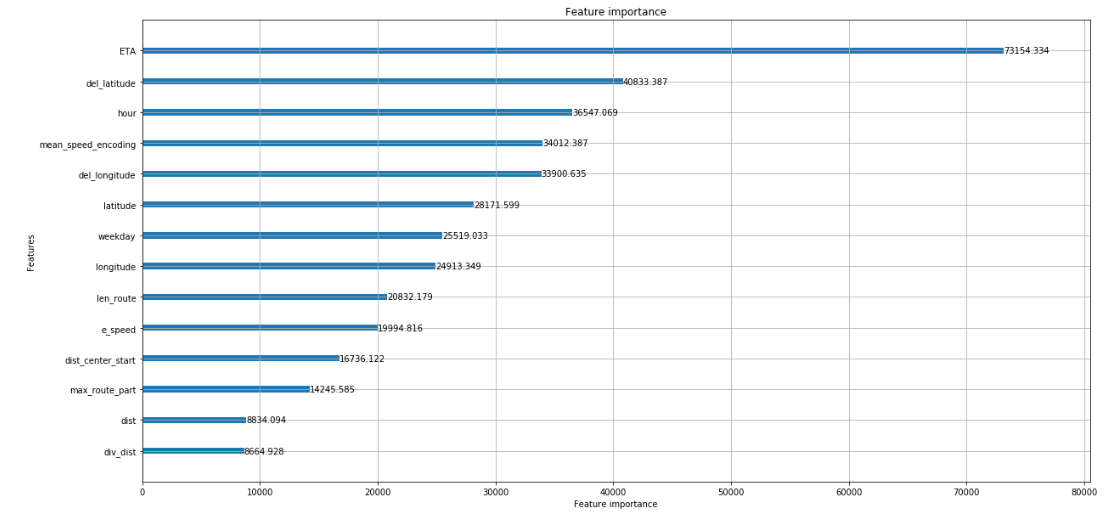 Feature importance
ETA 73154.334
del_latitude 40833.387
hour 36547.069
mean_speed_encoding 34012.387
del_longitude 33900.635
latitude 28171.599
weekday 25519.033
longitude 24913.349
len_route 20832.179
e_speed 19994.816
dist_center_start 16736.122
max_route_part 14245.585
dist 8834.094
div_dist 8664.928
Features
0 10000 20000 30000 40000 50000 60000 70000 80000
Feature importance